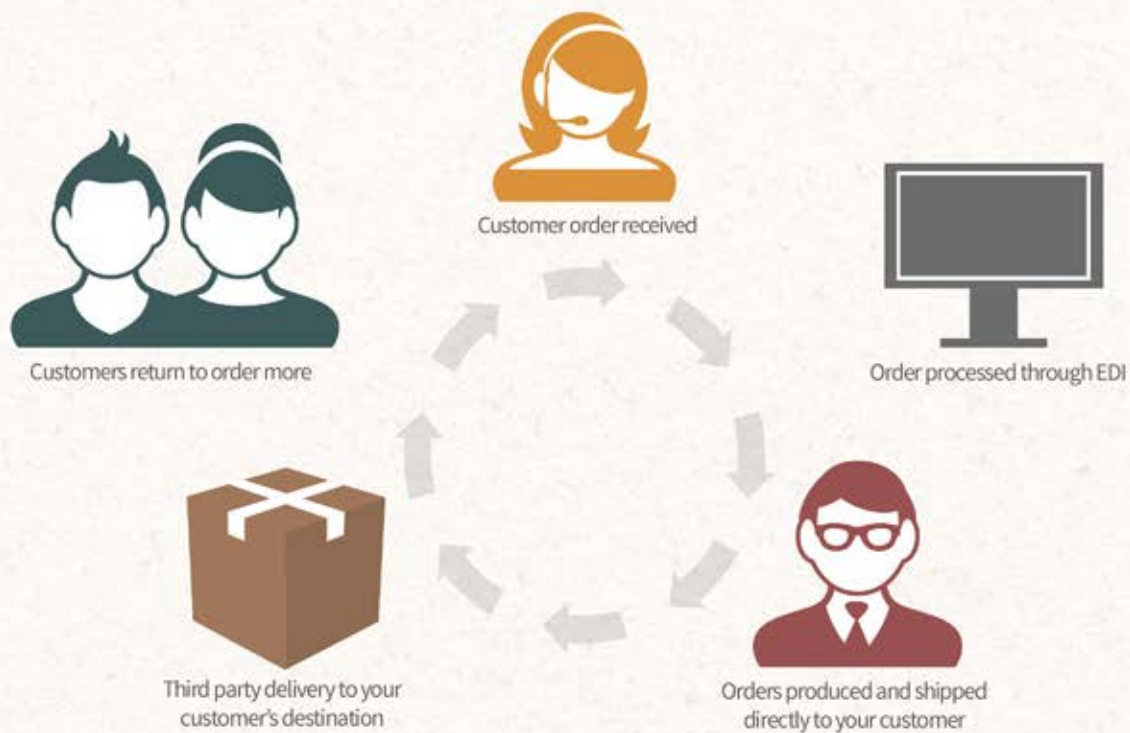 Customer order received
Order processed through EDI
Orders produced and shipped
directly to your customer
Third party delivery to your
customer's destination
Customers return to order more